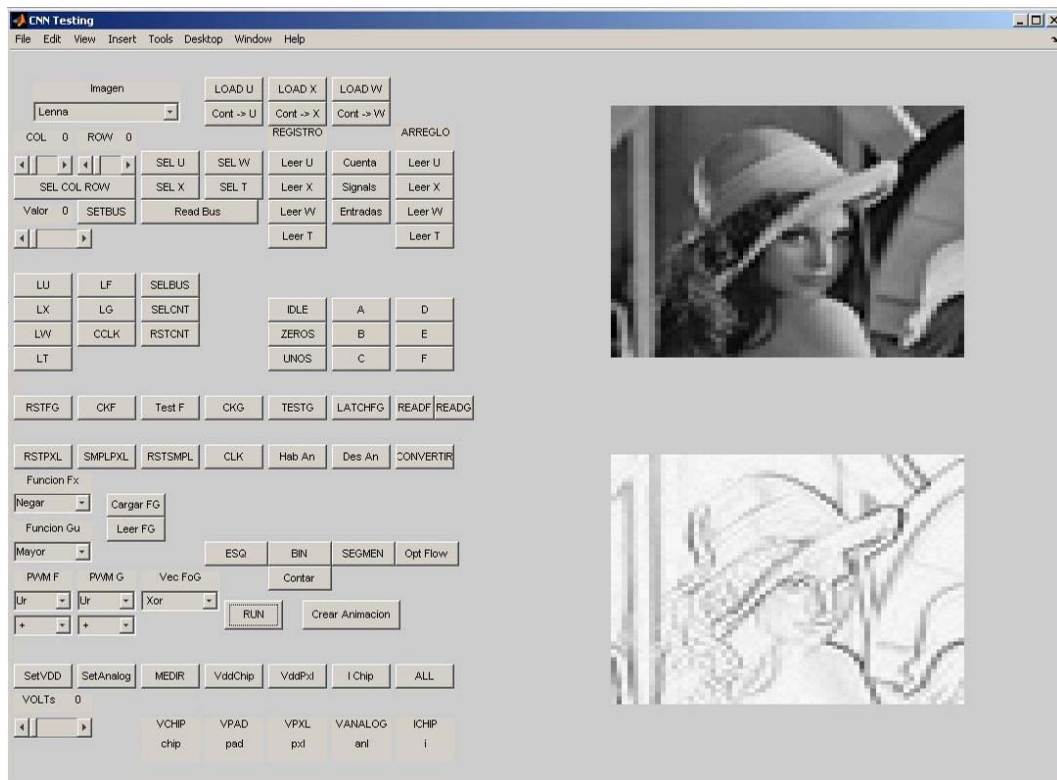 CNN Testing
File Edit View Insert Tools Desktop Window Help
Imagen LOAD U LOAD X LOAD W
Lenna Cont -> U Cont -> X Cont -> W
COL 0 ROW 0 REGISTRO ARREGLO
SEL U SEL W Leer U Cuenta Leer U
SEL COL ROW SEL X SEL T Leer X Signals Leer X
Valor 0 SETBUS Read Bus Leer W Entradas Leer W
Leer T Leer T
LU LF SELBUS
LX LG SELCNT IDLE A D
LW CCLK RSTCNT ZEROS B E
LT UNOS C F
RSTFG CKF Test F CKG TESTG LATCHFG READF READG
RSTPXL SMPLPXL RSTSMPL CLK Hab An Des An CONVERTIR
Funcion Fx
Negar Cargar FG
Funcion Gu Leer FG
Mayor ESQ BIN SEGMEN Opt Flow
PWM F PWM G Vec FoG Contar
Ur Ur Xor RUN Crear Animacion
+ +
SetVDD SetAnalog MEDIR VddChip VddPxl I Chip ALL
VOLTs 0
VCHIP VPAD VPXL VANALOG ICHIP
chip pad pxl anl i